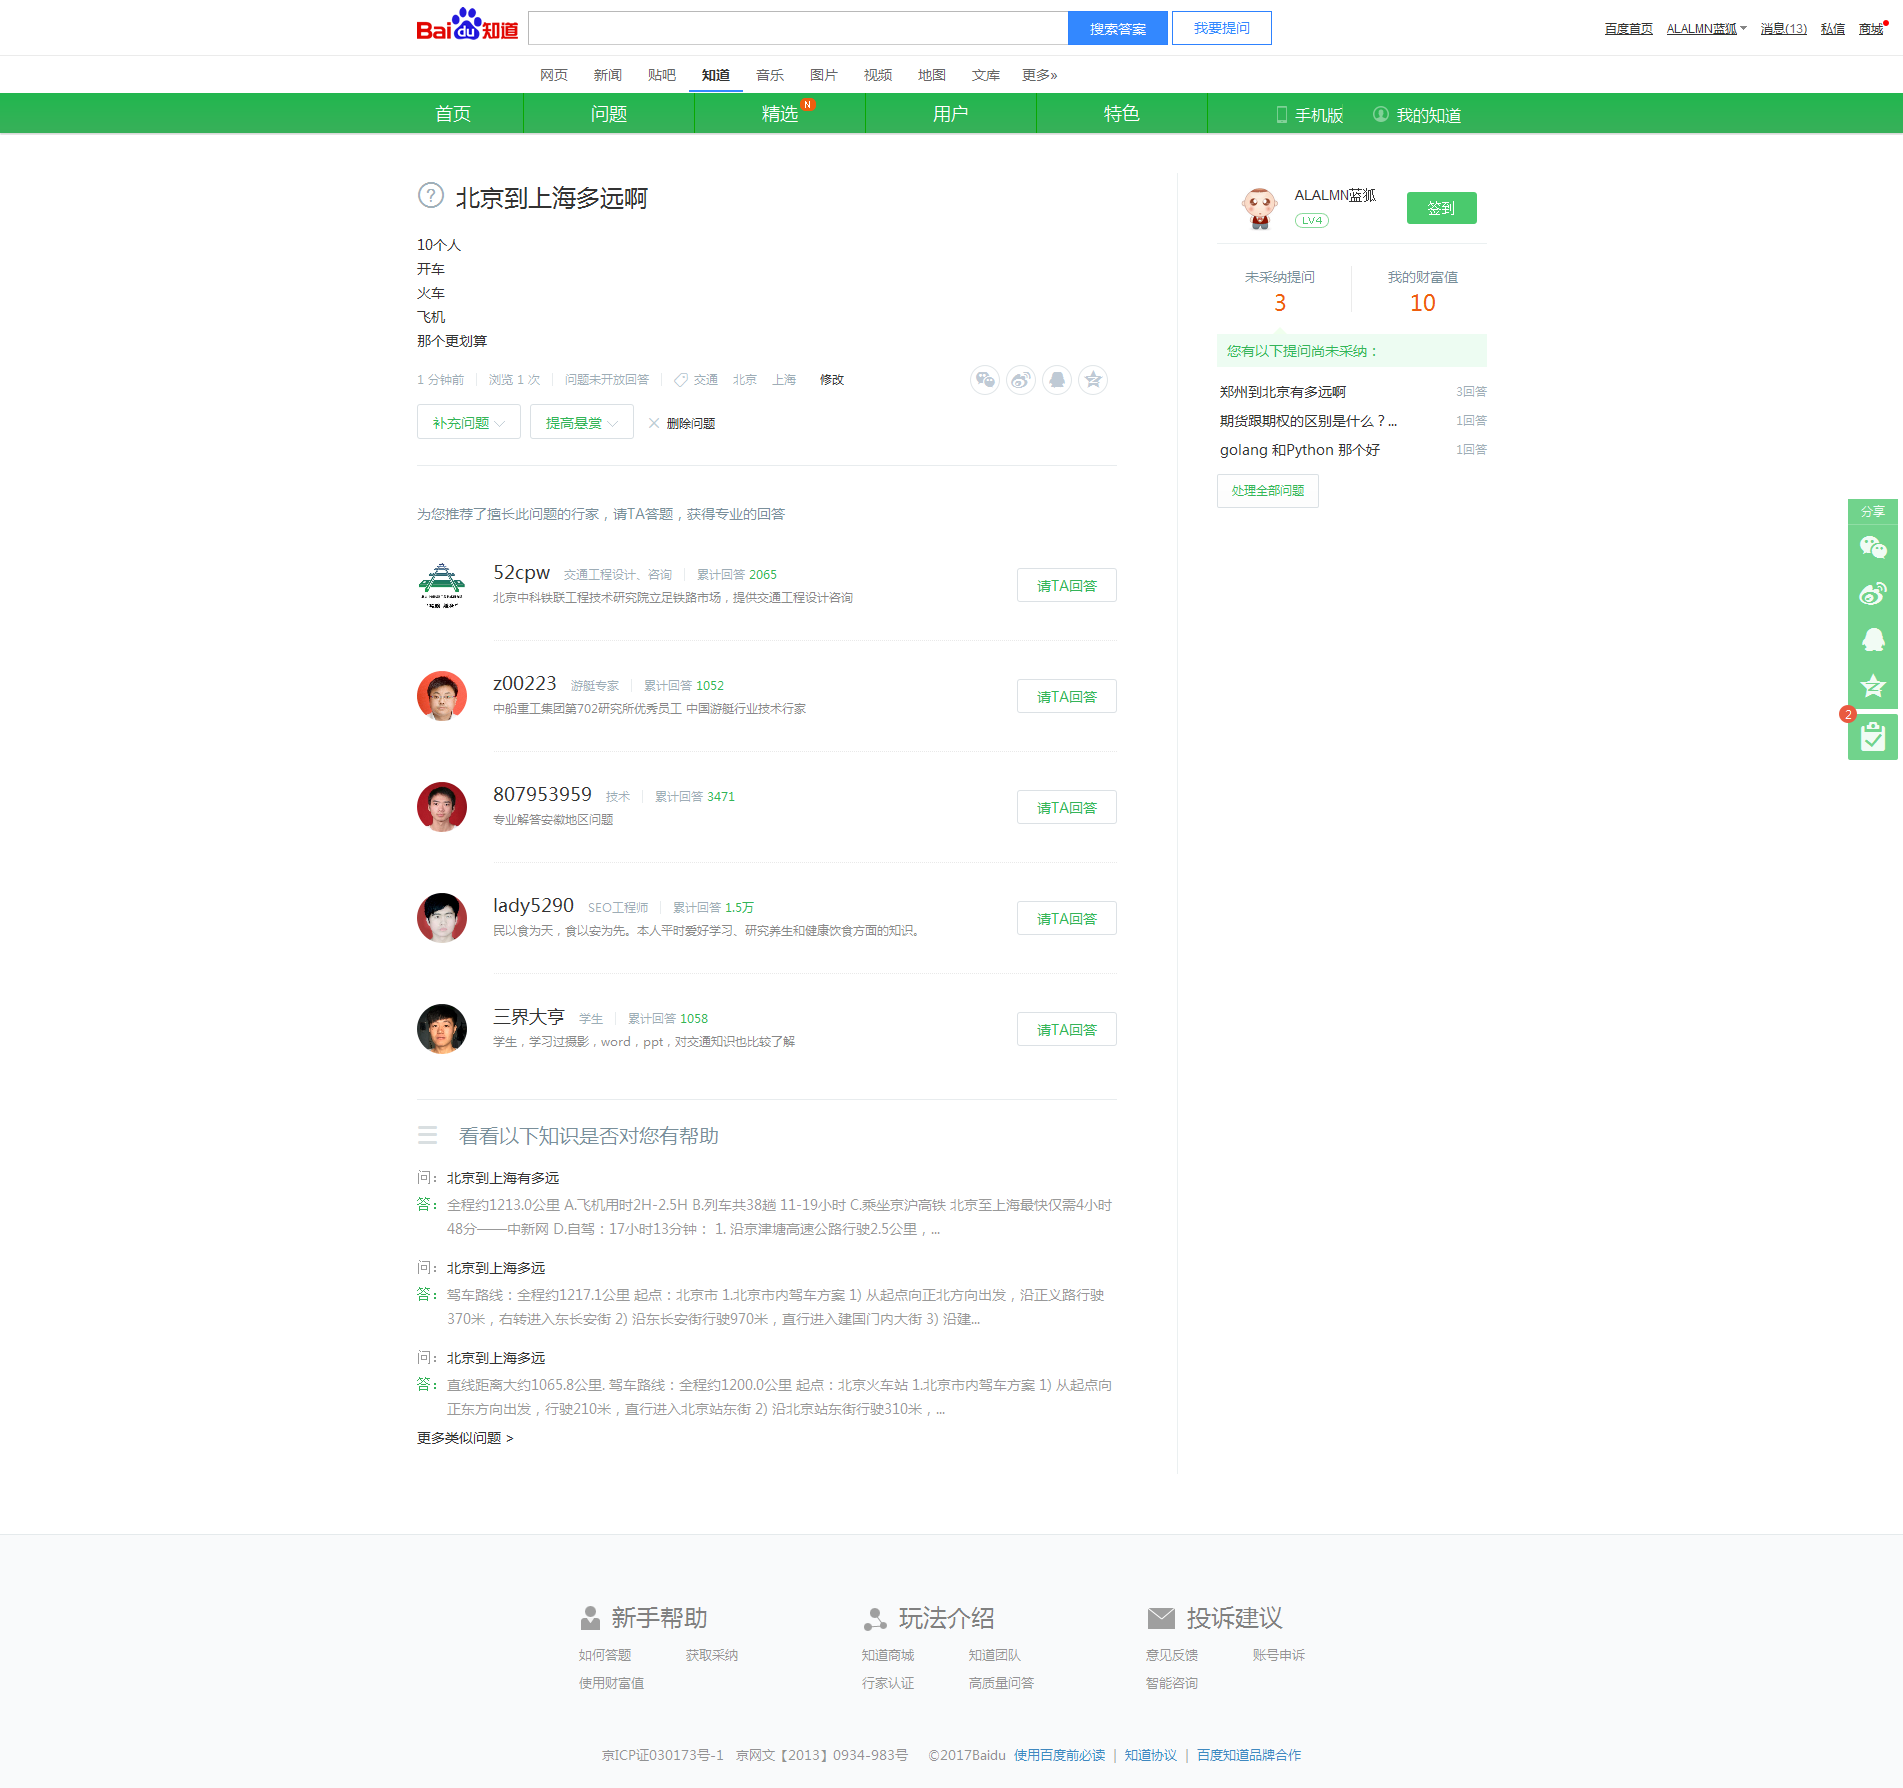 Bai du 知道
搜索答案
我要提问
百度首页 ALALMN蓝狐 消息(13) 私信 商城
网页 新闻 贴吧 知道 音乐 图片 视频 地图 文库 更多»
首页 问题 精选 N 用户 特色 手机版 我的知道
? 北京到上海多远啊
10个人
开车
火车
飞机
那个更划算
1 分钟前 浏览 1 次 问题未开放回答 交通 北京 上海 修改
补充问题 提高悬赏 删除问题
为您推荐了擅长此问题的行家，请TA答题，获得专业的回答
52cpw 交通工程设计、咨询 累计回答 2065
北京中科铁联工程技术研究院立足铁路市场，提供交通工程设计咨询
请TA回答
z00223 游艇专家 累计回答 1052
中船重工集团第702研究所优秀员工 中国游艇行业技术行家
请TA回答
807953959 技术 累计回答 3471
专业解答安徽地区问题
请TA回答
lady5290 SEO工程师 累计回答 1.5万
民以食为天，食以安为先。本人平时爱好学习、研究养生和健康饮食方面的知识。
请TA回答
三界大亨 学生 累计回答 1058
学生，学习过摄影，word，ppt，对交通知识也比较了解
请TA回答
看看以下知识是否对您有帮助
问： 北京到上海有多远
答： 全程约1213.0公里 A.飞机用时2H-2.5H B.列车共38趟 11-19小时 C.乘坐京沪高铁 北京至上海最快仅需4小时
48分——中新网 D.自驾：17小时13分钟： 1. 沿京津塘高速公路行驶2.5公里，...
问： 北京到上海多远
答： 驾车路线：全程约1217.1公里 起点：北京市 1.北京市内驾车方案 1) 从起点向正北方向出发，沿正义路行驶
370米，右转进入东长安街 2) 沿东长安街行驶970米，直行进入建国门内大街 3) 沿建...
问： 北京到上海多远
答： 直线距离大约1065.8公里. 驾车路线：全程约1200.0公里 起点：北京火车站 1.北京市内驾车方案 1) 从起点向
正东方向出发，行驶210米，直行进入北京站东街 2) 沿北京站东街行驶310米，...
更多类似问题 >
ALALMN蓝狐
LV4
签到
未采纳提问 我的财富值
3 10
您有以下提问尚未采纳：
郑州到北京有多远啊 3回答
期货跟期权的区别是什么？... 1回答
golang 和Python 那个好 1回答
处理全部问题
分享
2
新手帮助 玩法介绍 投诉建议
如何答题 获取采纳 知道商城 知道团队 意见反馈 账号申诉
使用财富值 行家认证 高质量问答 智能咨询
京ICP证030173号-1 京网文【2013】0934-983号 ©2017Baidu 使用百度前必读 | 知道协议 | 百度知道品牌合作